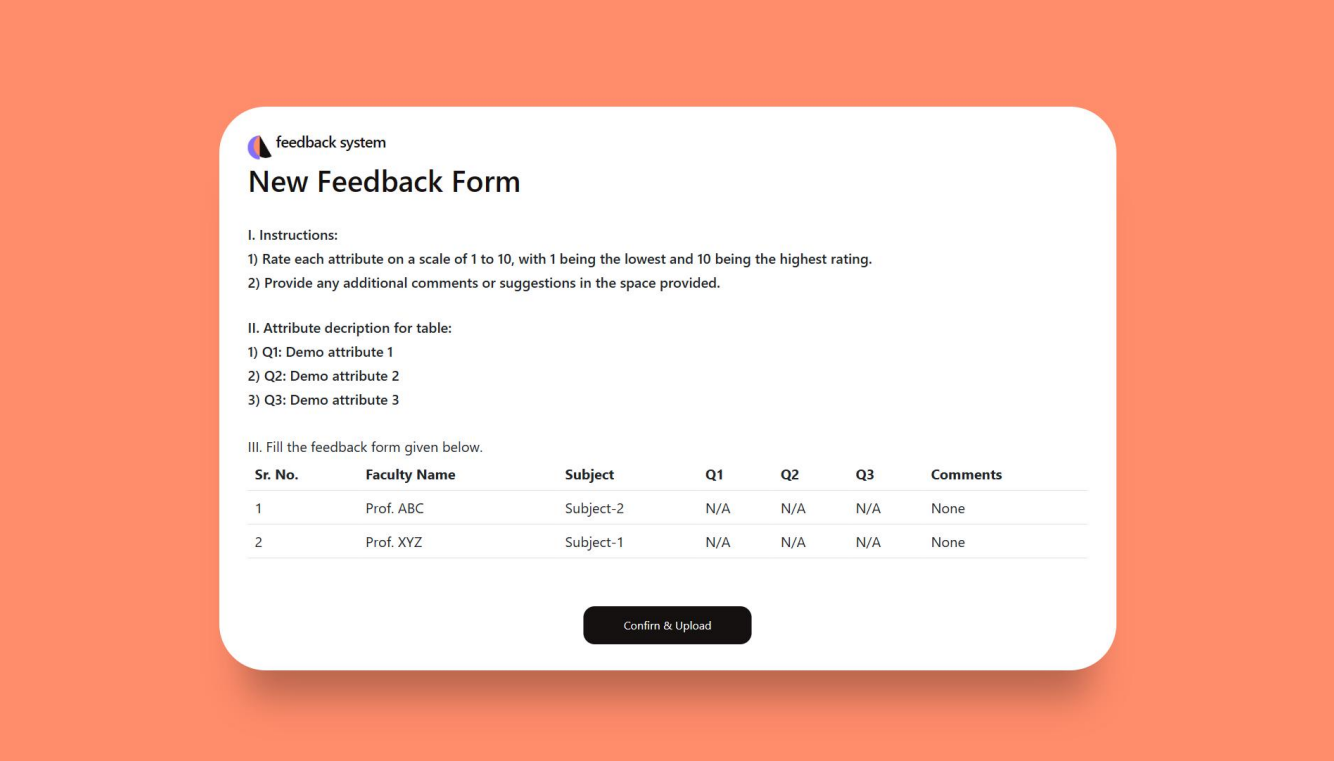 feedback system
New Feedback Form
I. Instructions:
1) Rate each attribute on a scale of 1 to 10, with 1 being the lowest and 10 being the highest rating.
2) Provide any additional comments or suggestions in the space provided.
II. Attribute decription for table:
1) Q1: Demo attribute 1
2) Q2: Demo attribute 2
3) Q3: Demo attribute 3
III. Fill the feedback form given below.
Sr. No. Faculty Name Subject Q1 Q2 Q3 Comments
1 Prof. ABC Subject-2 N/A N/A N/A None
2 Prof. XYZ Subject-1 N/A N/A N/A None
Confirn & Upload